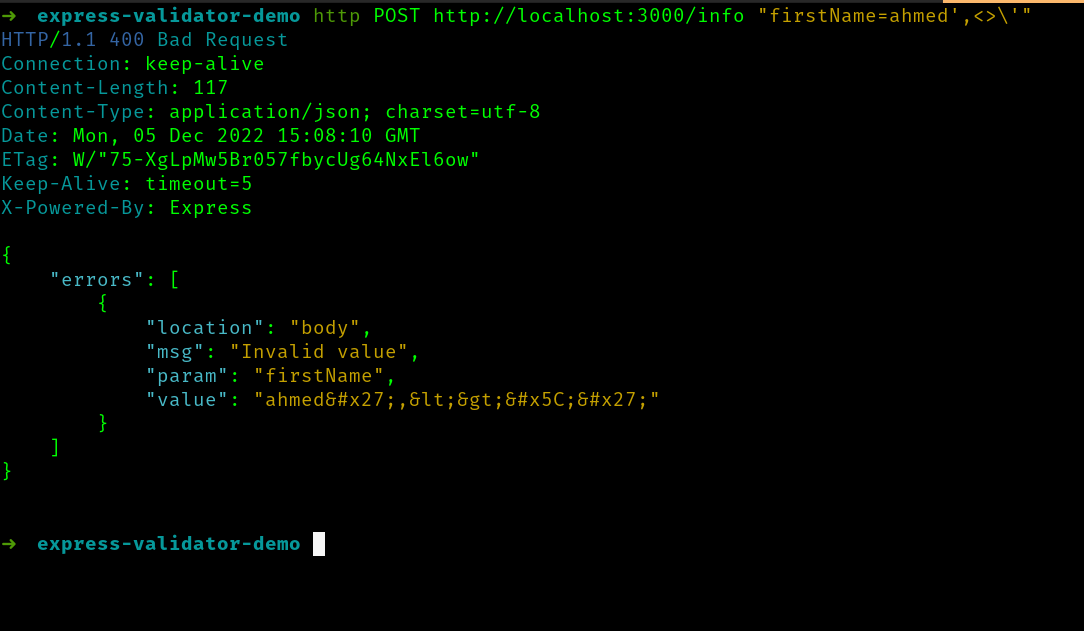 → express-validator-demo http POST http://localhost:3000/info "firstName=ahmed',<>\'"
HTTP/1.1 400 Bad Request
Connection: keep-alive
Content-Length: 117
Content-Type: application/json; charset=utf-8
Date: Mon, 05 Dec 2022 15:08:10 GMT
ETag: W/"75-XgLpMw5Br057fbycUg64NxEl6ow"
Keep-Alive: timeout=5
X-Powered-By: Express
{
    "errors": [
        {
            "location": "body",
            "msg": "Invalid value",
            "param": "firstName",
            "value": "ahmed&#x27;,&lt;&gt;&#x5C;&#x27;"
        }
    ]
}
→ express-validator-demo